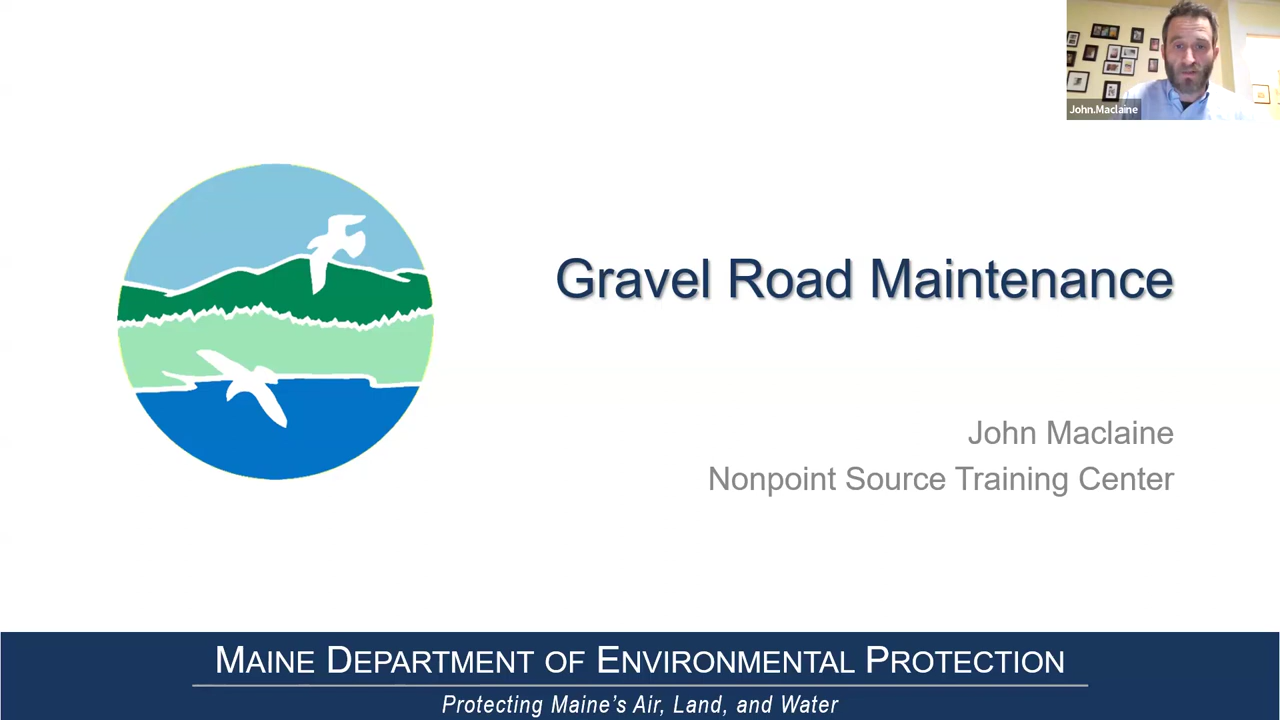 John.Maclaine
Gravel Road Maintenance
John Maclaine
Nonpoint Source Training Center
MAINE DEPARTMENT OF ENVIRONMENTAL PROTECTION
Protecting Maine's Air, Land, and Water